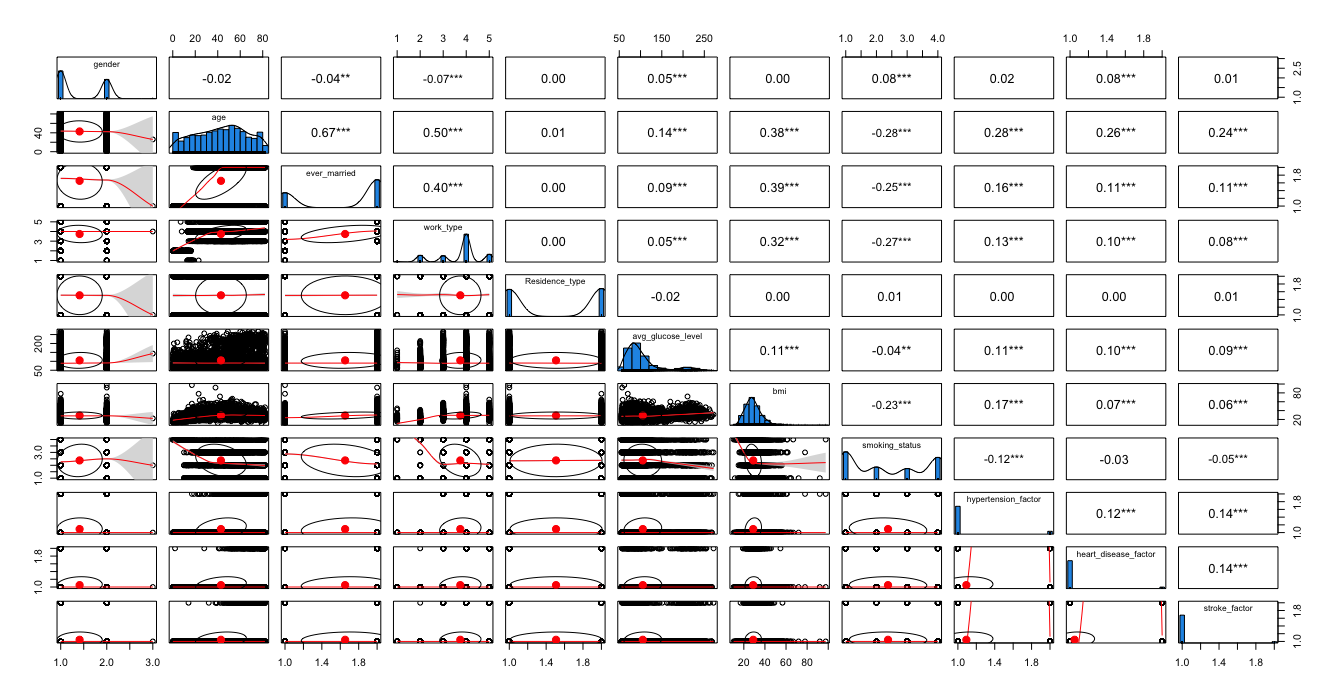 0 20 40 60 80 1 2 3 4 5 50 150 250 1.0 2.0 3.0 4.0 1.0 1.4 1.8
gender -0.02 -0.04** -0.07*** 0.00 0.05*** 0.00 0.08*** 0.02 0.08*** 0.01 1.0 2.5
0 40 age 0.67*** 0.50*** 0.01 0.14*** 0.38*** -0.28*** 0.28*** 0.26*** 0.24***
ever_married 0.40*** 0.00 0.09*** 0.39*** -0.25*** 0.16*** 0.11*** 0.11*** 1.0 1.8
1 3 5 work_type 0.00 0.05*** 0.32*** -0.27*** 0.13*** 0.10*** 0.08***
Residence_type -0.02 0.00 0.01 0.00 0.00 0.01 1.0 1.8
50 200 avg_glucose_level 0.11*** -0.04** 0.11*** 0.10*** 0.09***
bmi -0.23*** 0.17*** 0.07*** 0.06*** 20 80
1.0 3.0 smoking_status -0.12*** -0.03 -0.05***
hypertension_factor 0.12*** 0.14*** 1.0 1.8
1.0 1.8 heart_disease_factor 0.14***
stroke_factor 1.0 1.8
1.0 2.0 3.0 1.0 1.4 1.8 1.0 1.4 1.8 20 40 60 80 1.0 1.4 1.8 1.0 1.4 1.8